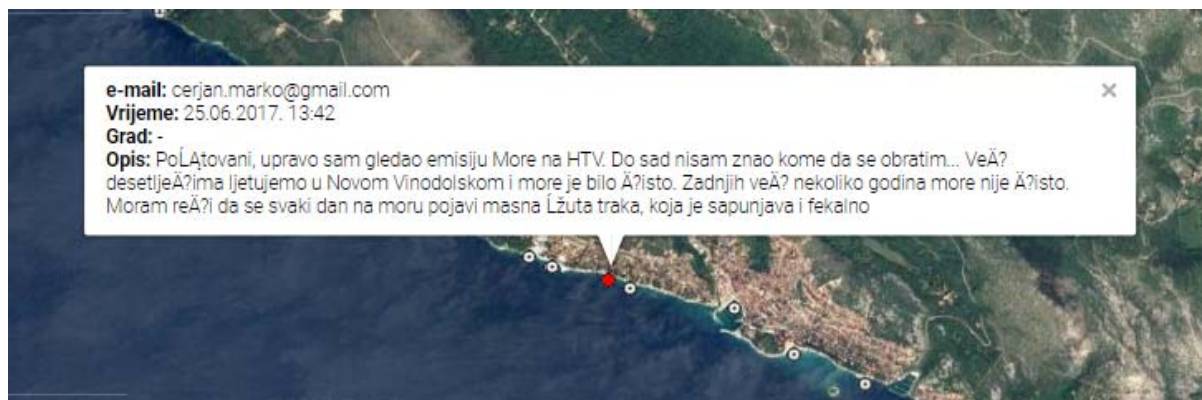 e-mail: cerjan.marko@gmail.com
Vrijeme: 25.06.2017. 13:42
Grad: -
Opis: PoĹĄtovani, upravo sam gledao emisiju More na HTV. Do sad nisam znao kome da se obratim... VeÄ?
desetljeÄ?ima ljetujemo u Novom Vinodolskom i more je bilo Ä?isto. Zadnjih veÄ? nekoliko godina more nije Ä?isto.
Moram reÄ?i da se svaki dan na moru pojavi masna Ĺžuta traka, koja je sapunjava i fekalno